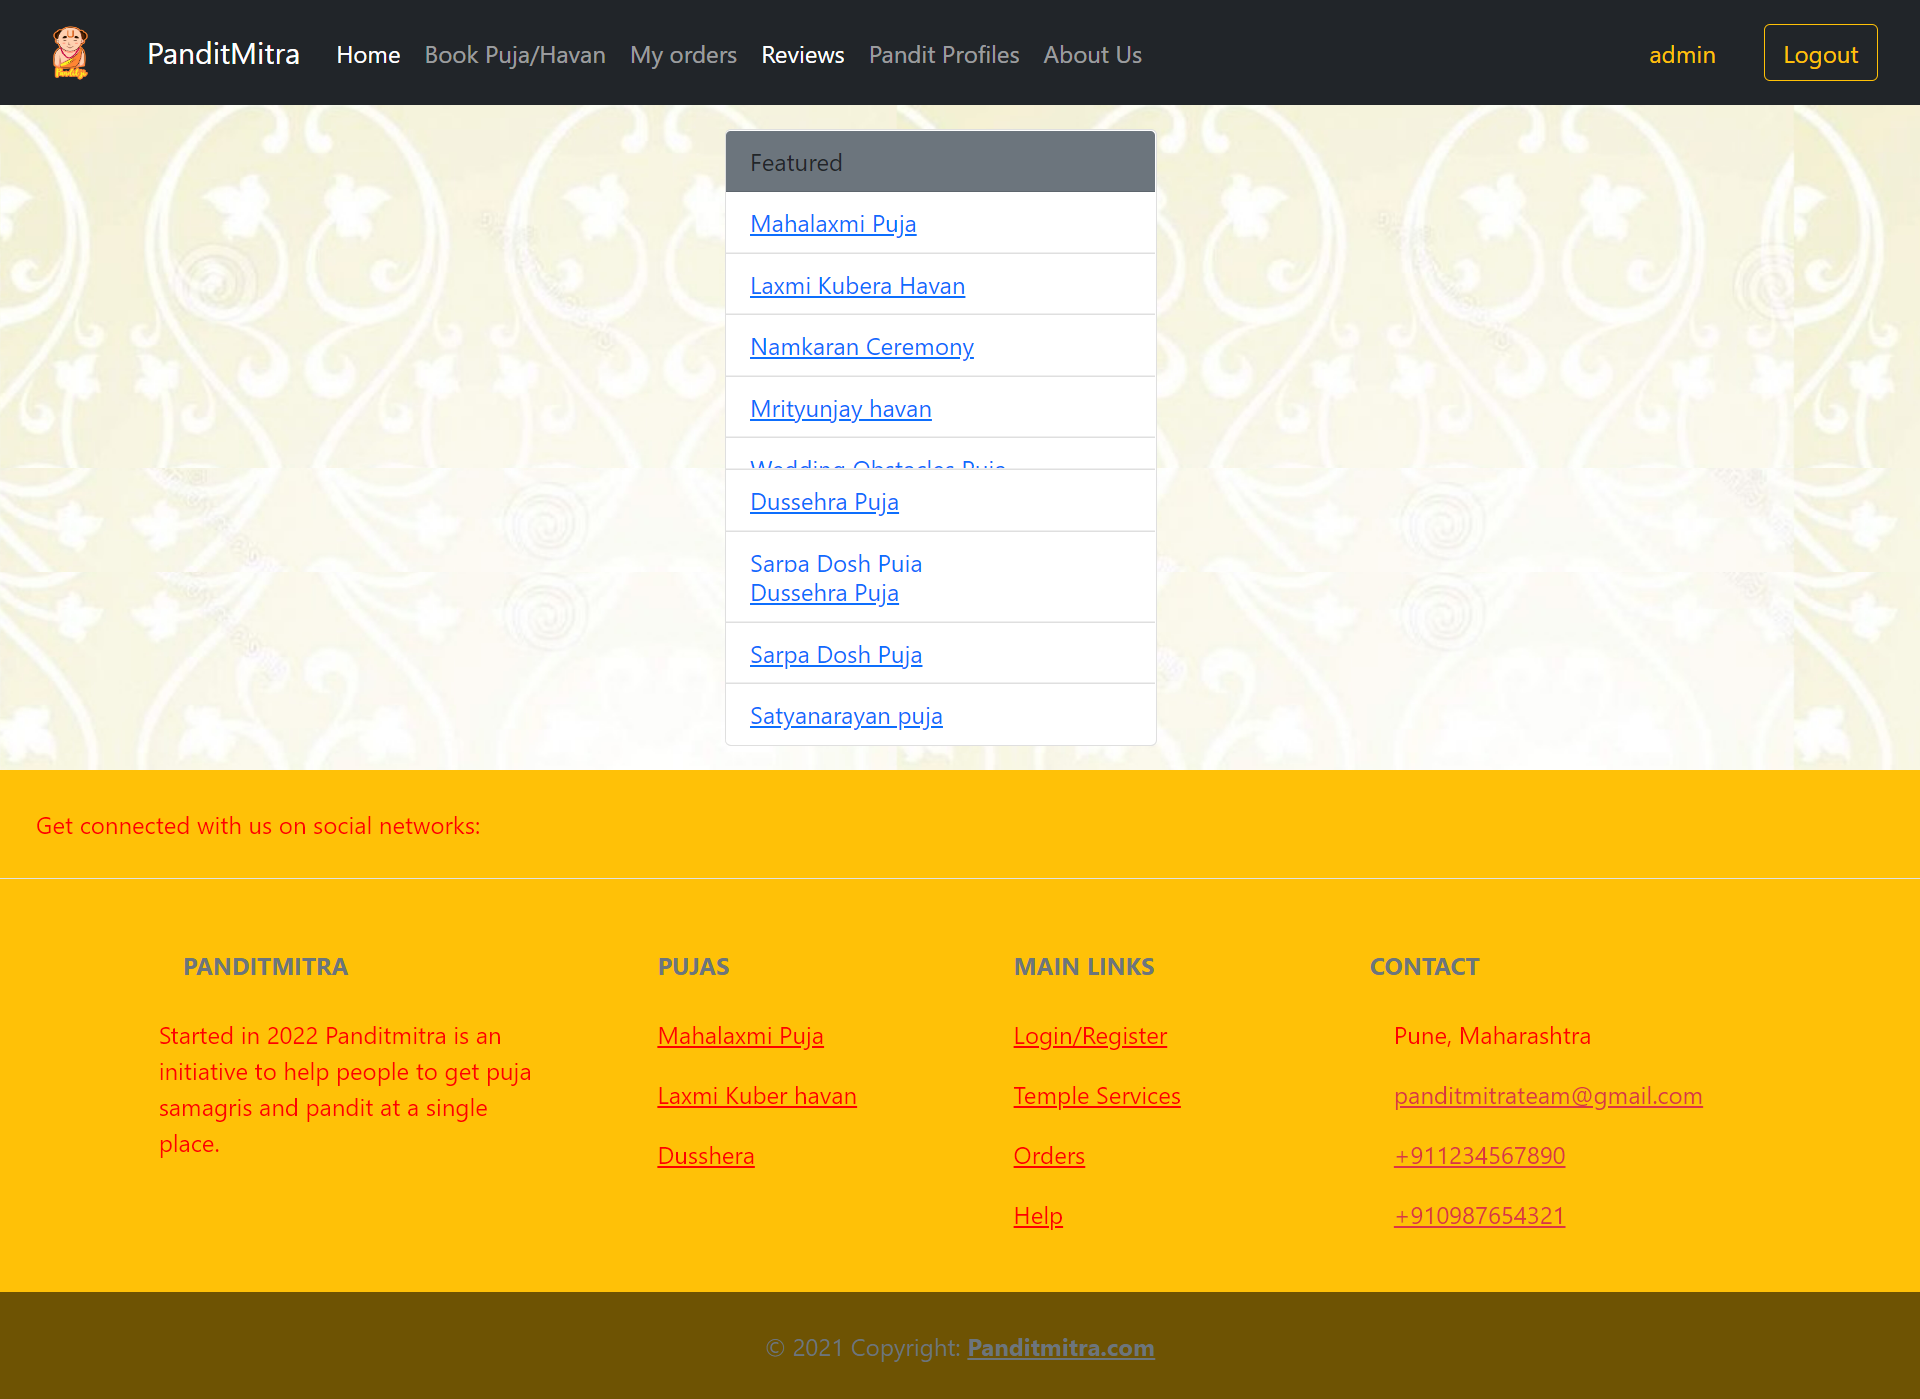 PanditMitra Home Book Puja/Havan My orders Reviews Pandit Profiles About Us admin Logout
Featured
Mahalaxmi Puja
Laxmi Kubera Havan
Namkaran Ceremony
Mrityunjay havan
Wedding Obstacles Puja
Dussehra Puja
Sarpa Dosh Puja
Dussehra Puja
Sarpa Dosh Puja
Satyanarayan puja
Get connected with us on social networks:
PANDITMITRA
Started in 2022 Panditmitra is an
initiative to help people to get puja
samagris and pandit at a single
place.
PUJAS
Mahalaxmi Puja
Laxmi Kuber havan
Dusshera
MAIN LINKS
Login/Register
Temple Services
Orders
Help
CONTACT
Pune, Maharashtra
panditmitrateam@gmail.com
+911234567890
+910987654321
© 2021 Copyright: Panditmitra.com